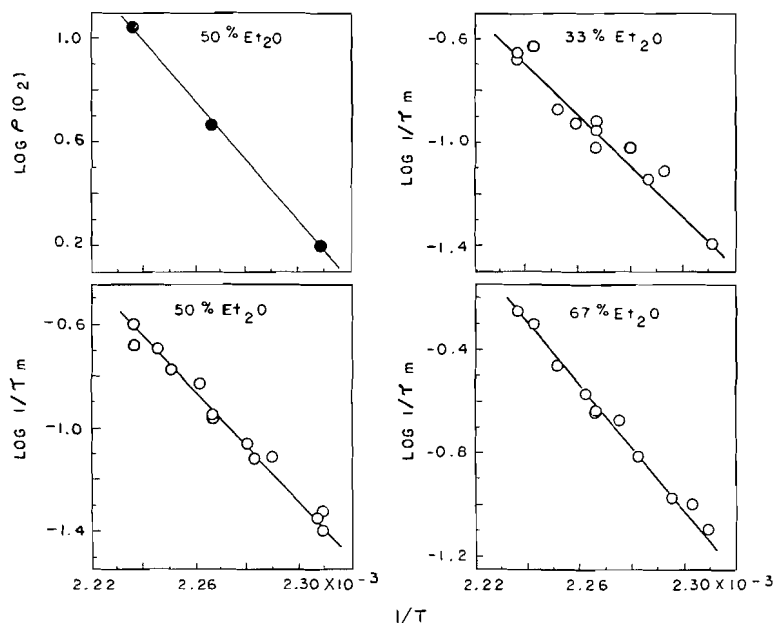 50 % Et2O
LOG P(O2)
1.0
0.6
0.2
33 % Et2O
LOG 1/τm
-0.6
-1.0
-1.4
50 % Et2O
LOG 1/τm
-0.6
-1.0
-1.4
2.22
2.26
2.30 × 10-3
67 % Et2O
LOG 1/τm
-0.4
-0.8
-1.2
2.22
2.26
2.30 × 10-3
1/T